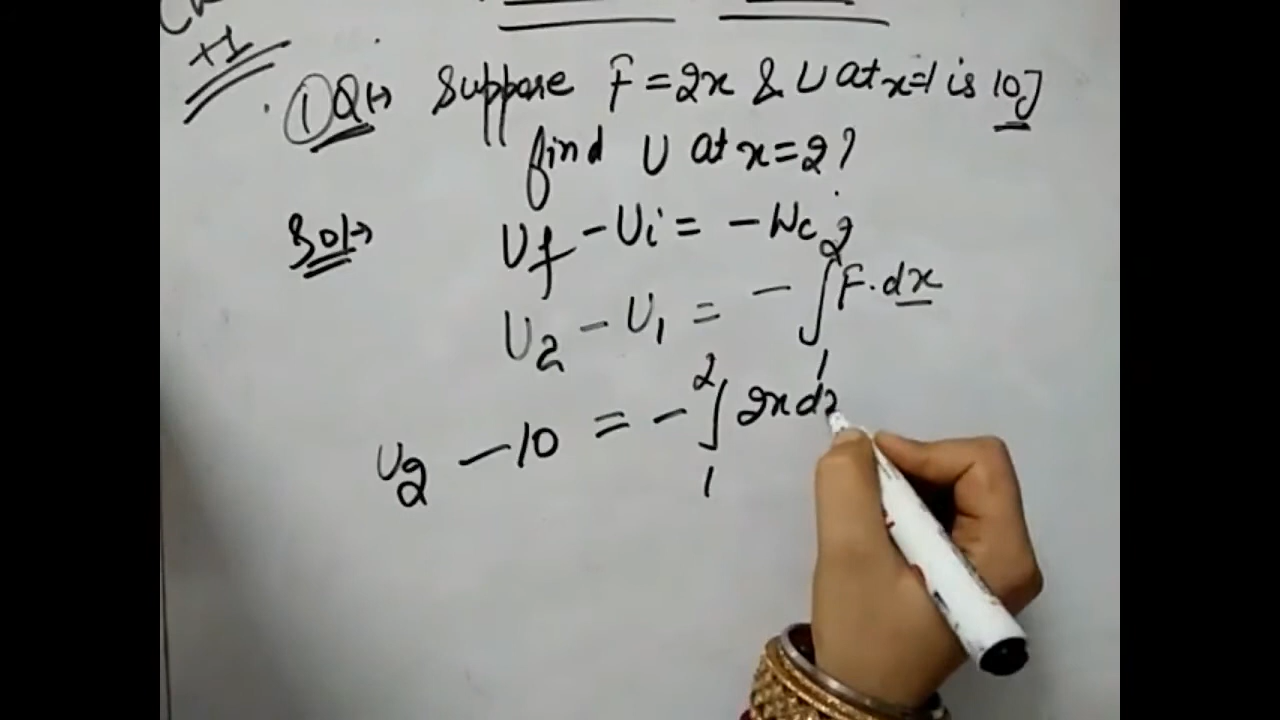 +1
① Q:→ Suppose F = 2x & U at x=1 is 10J
find U at x=2?
Sol→ Uf - Ui = - Wc
U2 - U1 = - ∫₁² F. dx
U2 - 10 = - ∫₁² 2x dx